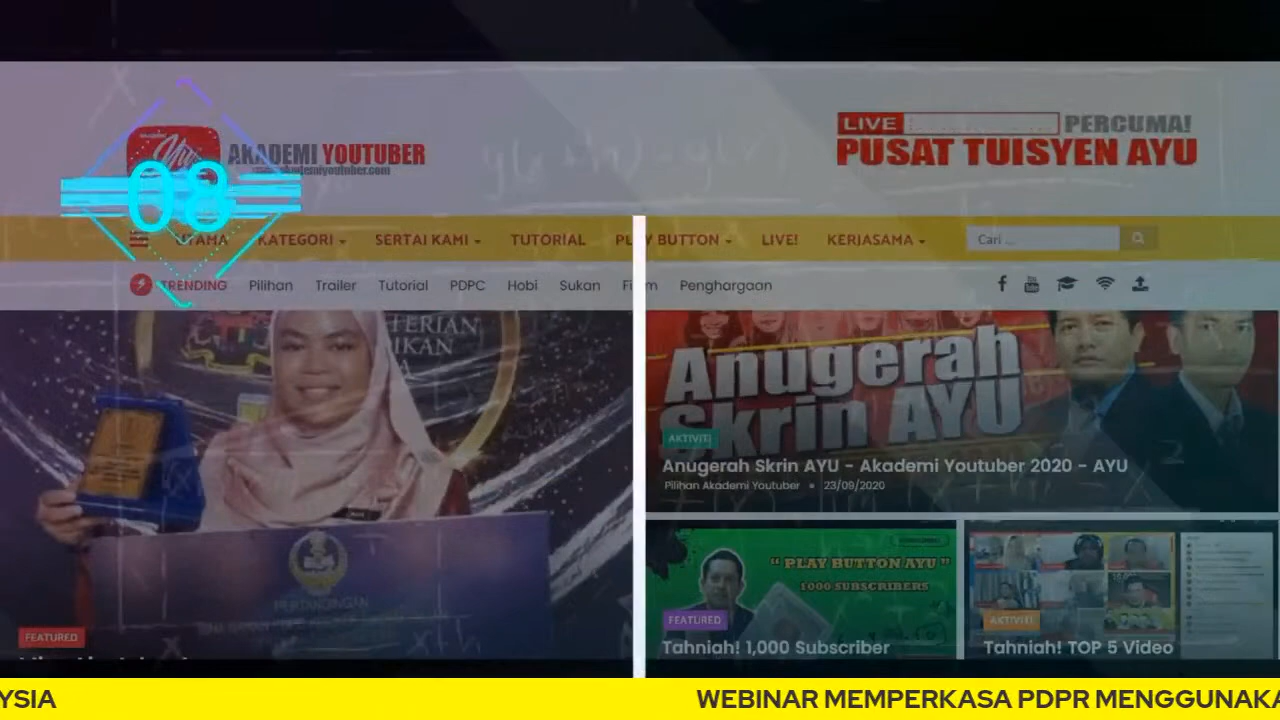 LIVE PERCUMA!
AKADEMI YOUTUBER
PUSAT TUISYEN AYU
08
UTAMA KATEGORI SERTAI KAMI TUTORIAL PLAY BUTTON LIVE! KERJASAMA Cari ...
TRENDING Pilihan Trailer Tutorial PDPC Hobi Sukan Penghargaan
Anugerah
Skrin AYU
AKTIVITI
Anugerah Skrin AYU - Akademi Youtuber 2020 - AYU
Pilihan Akademi Youtuber 23/09/2020
" PLAY BUTTON AYU "
1000 SUBSCRIBERS
FEATURED
AKTIVITI
Tahniah! 1,000 Subscriber
Tahniah! TOP 5 Video
FEATURED
YSIA WEBINAR MEMPERKASA PDPR MENGGUNAKA